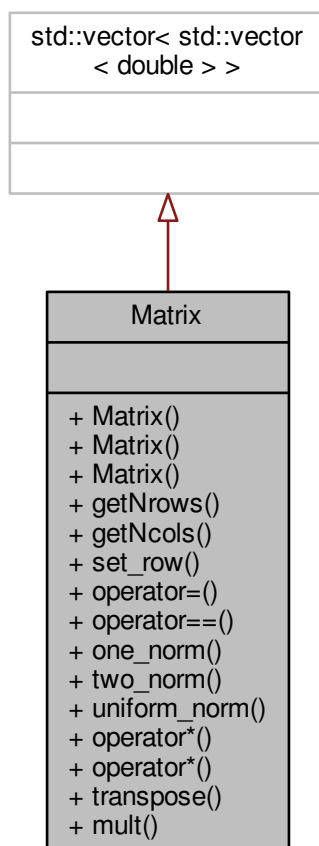 std::vector< std::vector
< double > >
Matrix
+ Matrix()
+ Matrix()
+ Matrix()
+ getNrows()
+ getNcols()
+ set_row()
+ operator=()
+ operator==()
+ one_norm()
+ two_norm()
+ uniform_norm()
+ operator*()
+ operator*()
+ transpose()
+ mult()